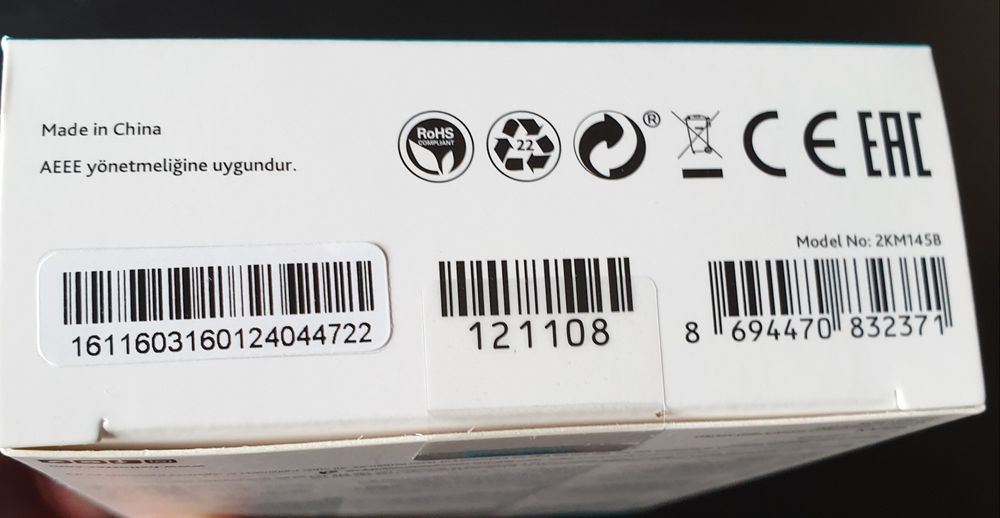 Made in China
AEEE yönetmeliğine uygundur.
RoHS
COMPLIANT
22
®
CE
EAC
Model No: 2KM145B
1611603160124044722
121108
8 694470 832371